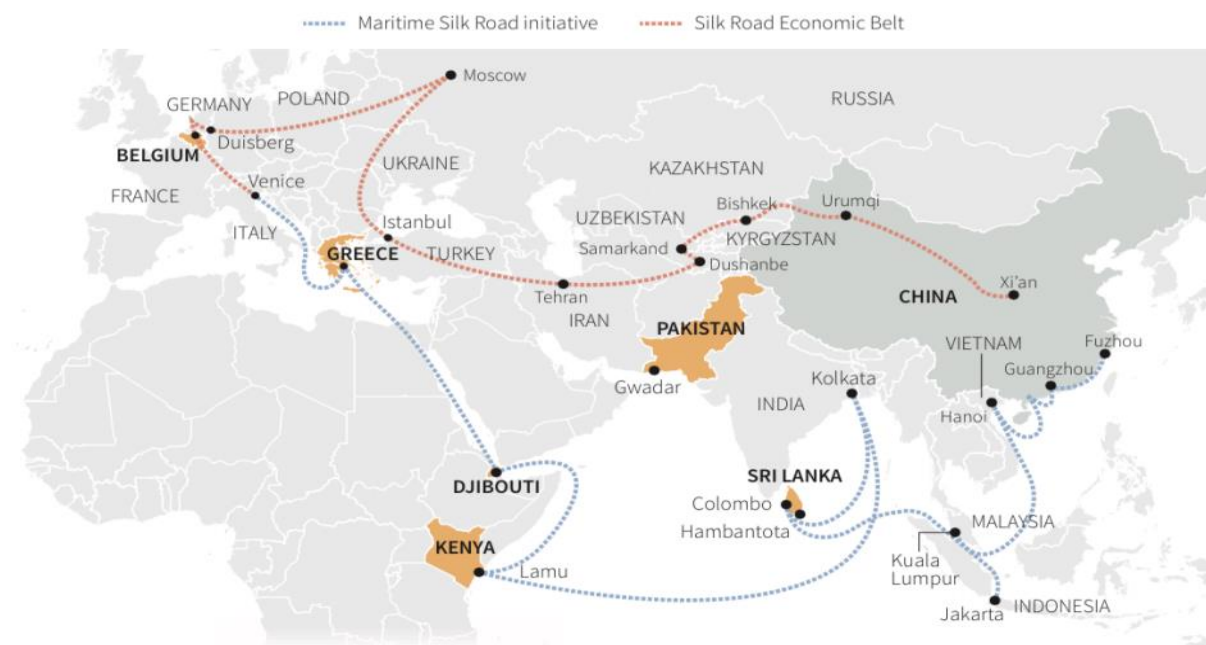 Maritime Silk Road initiative
Silk Road Economic Belt
Moscow
RUSSIA
GERMANY
POLAND
Duisberg
BELGIUM
UKRAINE
KAZAKHSTAN
Venice
FRANCE
Bishkek
Urumqi
Istanbul
UZBEKISTAN
ITALY
KYRGYZSTAN
GREECE
TURKEY
Samarkand
Dushanbe
Xi'an
Tehran
CHINA
IRAN
PAKISTAN
VIETNAM
Fuzhou
Guangzhou
Gwadar
Kolkata
INDIA
Hanoi
SRI LANKA
DJIBOUTI
Colombo
Hambantota
MALAYSIA
KENYA
Kuala
Lumpur
Lamu
Jakarta
INDONESIA